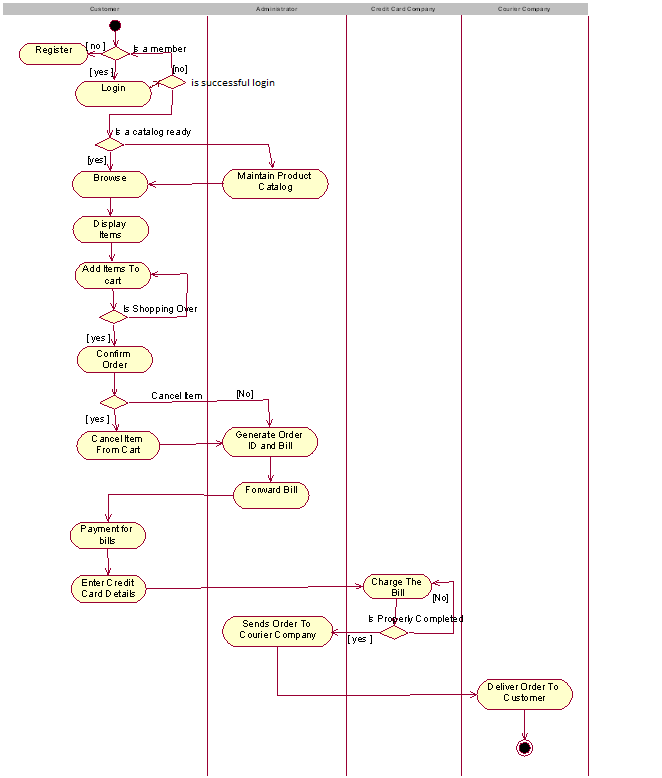 Customer
Administrator
Credit Card Company
Courier Company
Register
[ no ]
Is a member
[ yes ]
[no]
Login
is successful login
Is a catalog ready
[yes]
Browse
Maintain Product
Catalog
Display
Items
Add Items To
cart
Is Shopping Over
[ yes ]
Confirm
Order
Cancel Item
[No]
[ yes ]
Cancel Item
From Cart
Generate Order
ID and Bill
Forward Bill
Payment for
bills
Enter Credit
Card Details
Charge The
Bill
[No]
Is Properly Completed
Sends Order To
Courier Company
[ yes ]
Deliver Order To
Customer